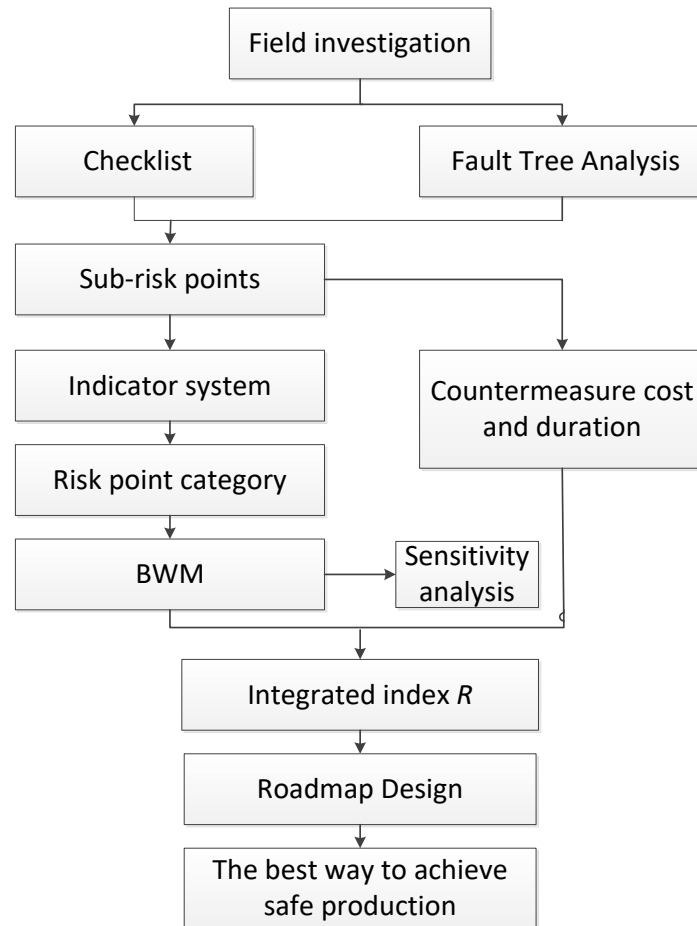 Field investigation
Checklist
Fault Tree Analysis
Sub-risk points
Indicator system
Countermeasure cost
and duration
Risk point category
BWM
Sensitivity
analysis
Integrated index R
Roadmap Design
The best way to achieve
safe production